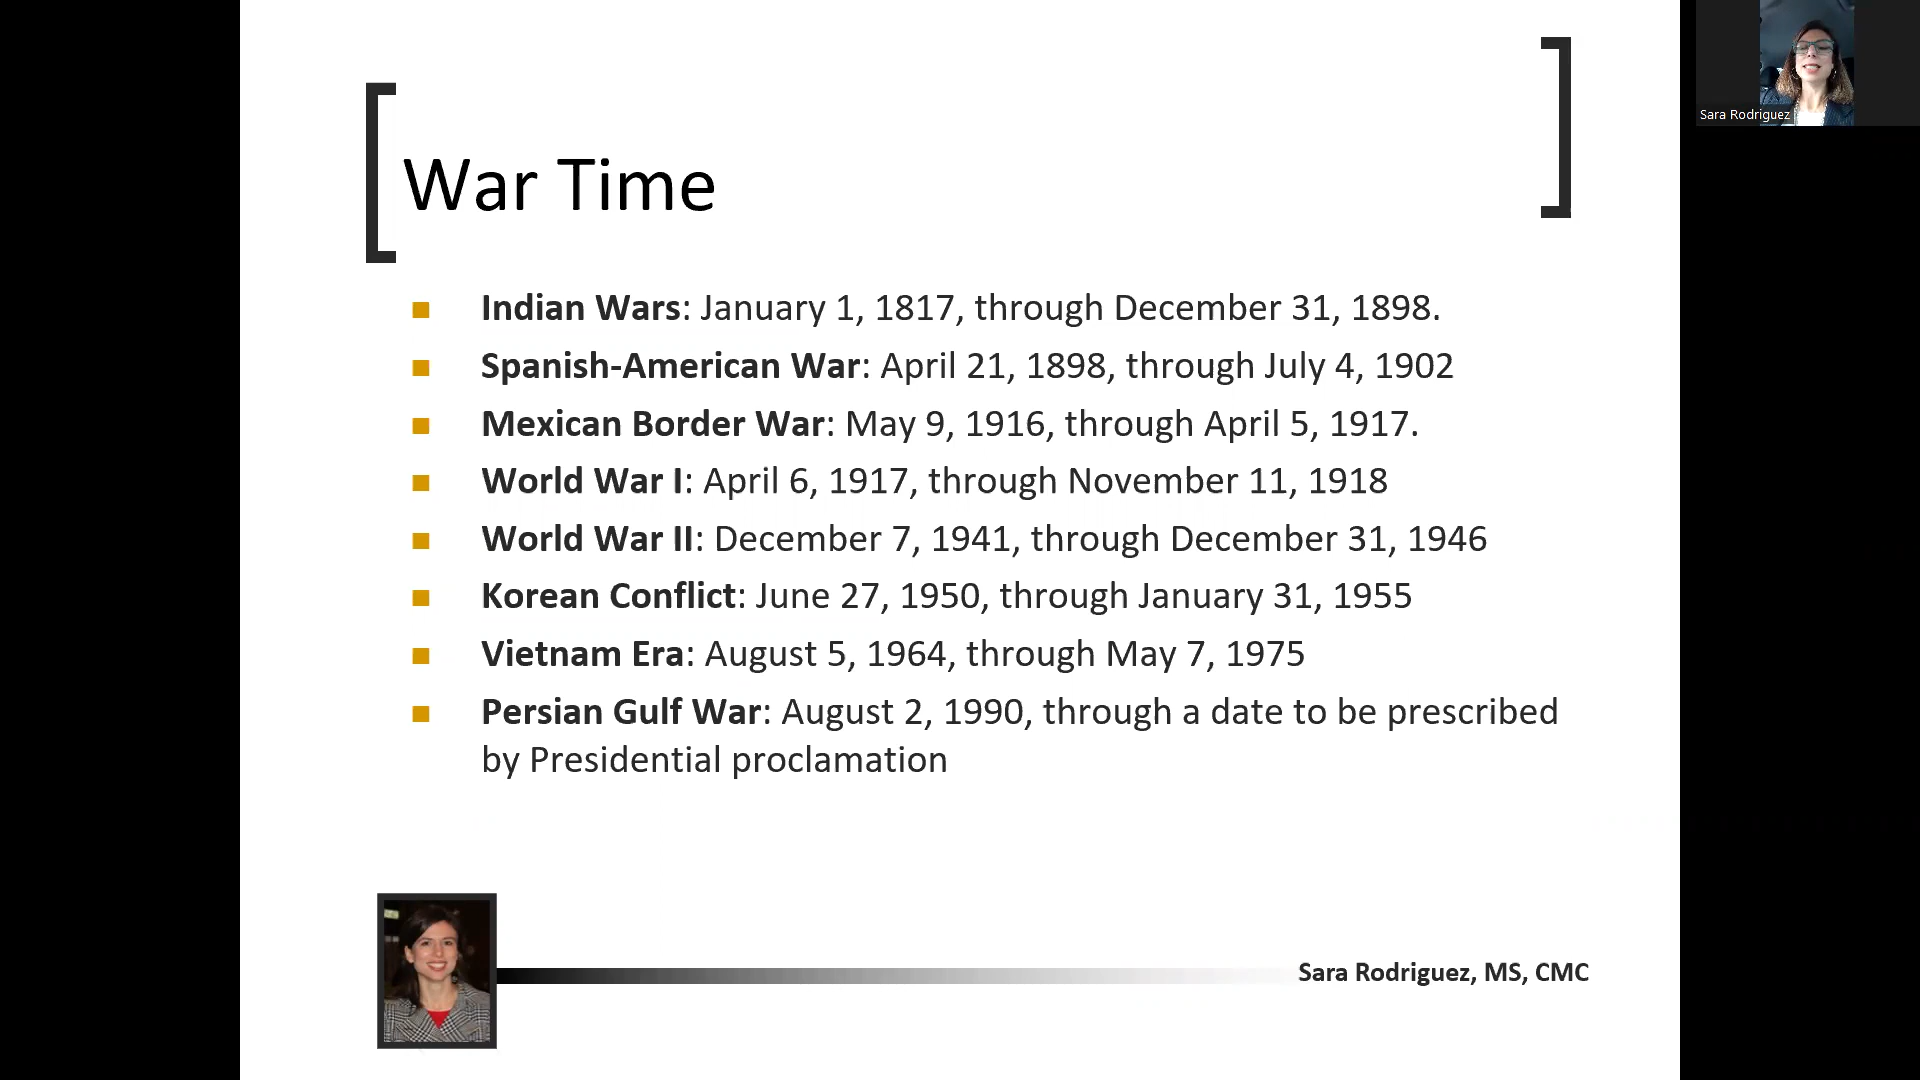 Sara Rodriguez
War Time
Indian Wars: January 1, 1817, through December 31, 1898.
Spanish-American War: April 21, 1898, through July 4, 1902
Mexican Border War: May 9, 1916, through April 5, 1917.
World War I: April 6, 1917, through November 11, 1918
World War II: December 7, 1941, through December 31, 1946
Korean Conflict: June 27, 1950, through January 31, 1955
Vietnam Era: August 5, 1964, through May 7, 1975
Persian Gulf War: August 2, 1990, through a date to be prescribed
by Presidential proclamation
Sara Rodriguez, MS, CMC